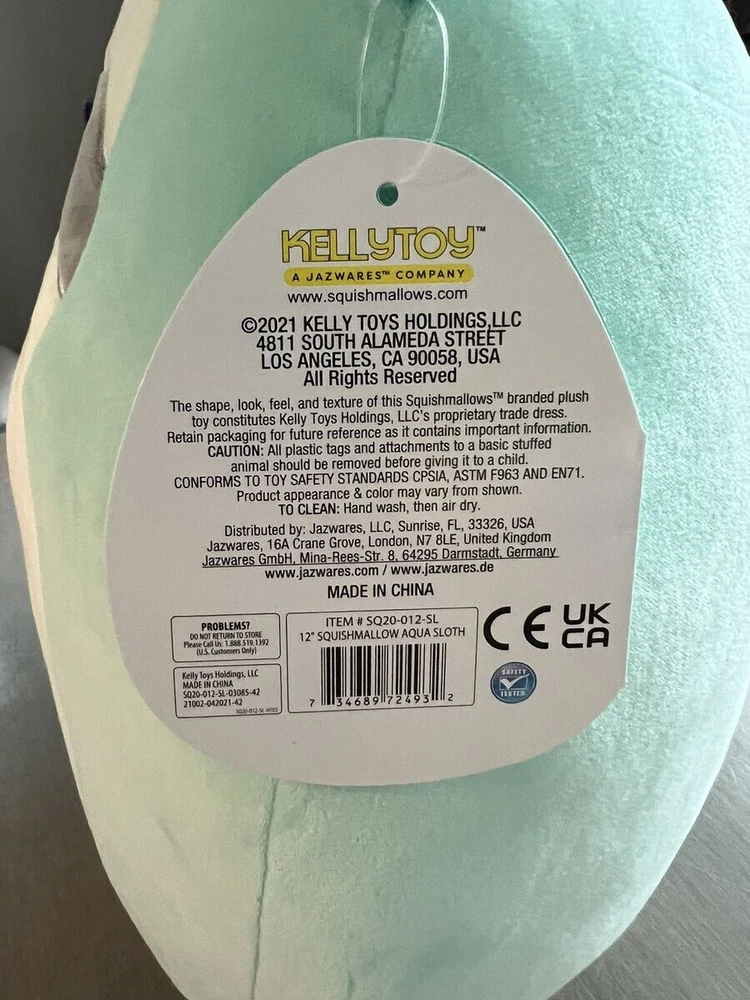 KELLYTOY™
A JAZWARES™ COMPANY
www.squishmallows.com
©2021 KELLY TOYS HOLDINGS,LLC
4811 SOUTH ALAMEDA STREET
LOS ANGELES, CA 90058, USA
All Rights Reserved
The shape, look, feel, and texture of this Squishmallows™ branded plush
toy constitutes Kelly Toys Holdings, LLC's proprietary trade dress.
Retain packaging for future reference as it contains important information.
CAUTION: All plastic tags and attachments to a basic stuffed
animal should be removed before giving it to a child.
CONFORMS TO TOY SAFETY STANDARDS CPSIA, ASTM F963 AND EN71.
Product appearance & color may vary from shown.
TO CLEAN: Hand wash, then air dry.
Distributed by: Jazwares, LLC, Sunrise, FL, 33326, USA
Jazwares, 16A Crane Grove, London, N7 8LE, United Kingdom
Jazwares GmbH, Mina-Rees-Str. 8, 64295 Darmstadt, Germany
www.jazwares.com / www.jazwares.de
MADE IN CHINA
PROBLEMS?
DO NOT RETURN TO STORE
Please Call Us: 1.888.519.1392
(U.S. Customers Only)
Kelly Toys Holdings, LLC
MADE IN CHINA
SQ20-012-SL-03085-42
21002-042021-42
SQ20-012-SL-HT05
ITEM # SQ20-012-SL
12" SQUISHMALLOW AQUA SLOTH
7 34689 72493 2
CE
UK
CA
SAFETY
TESTED